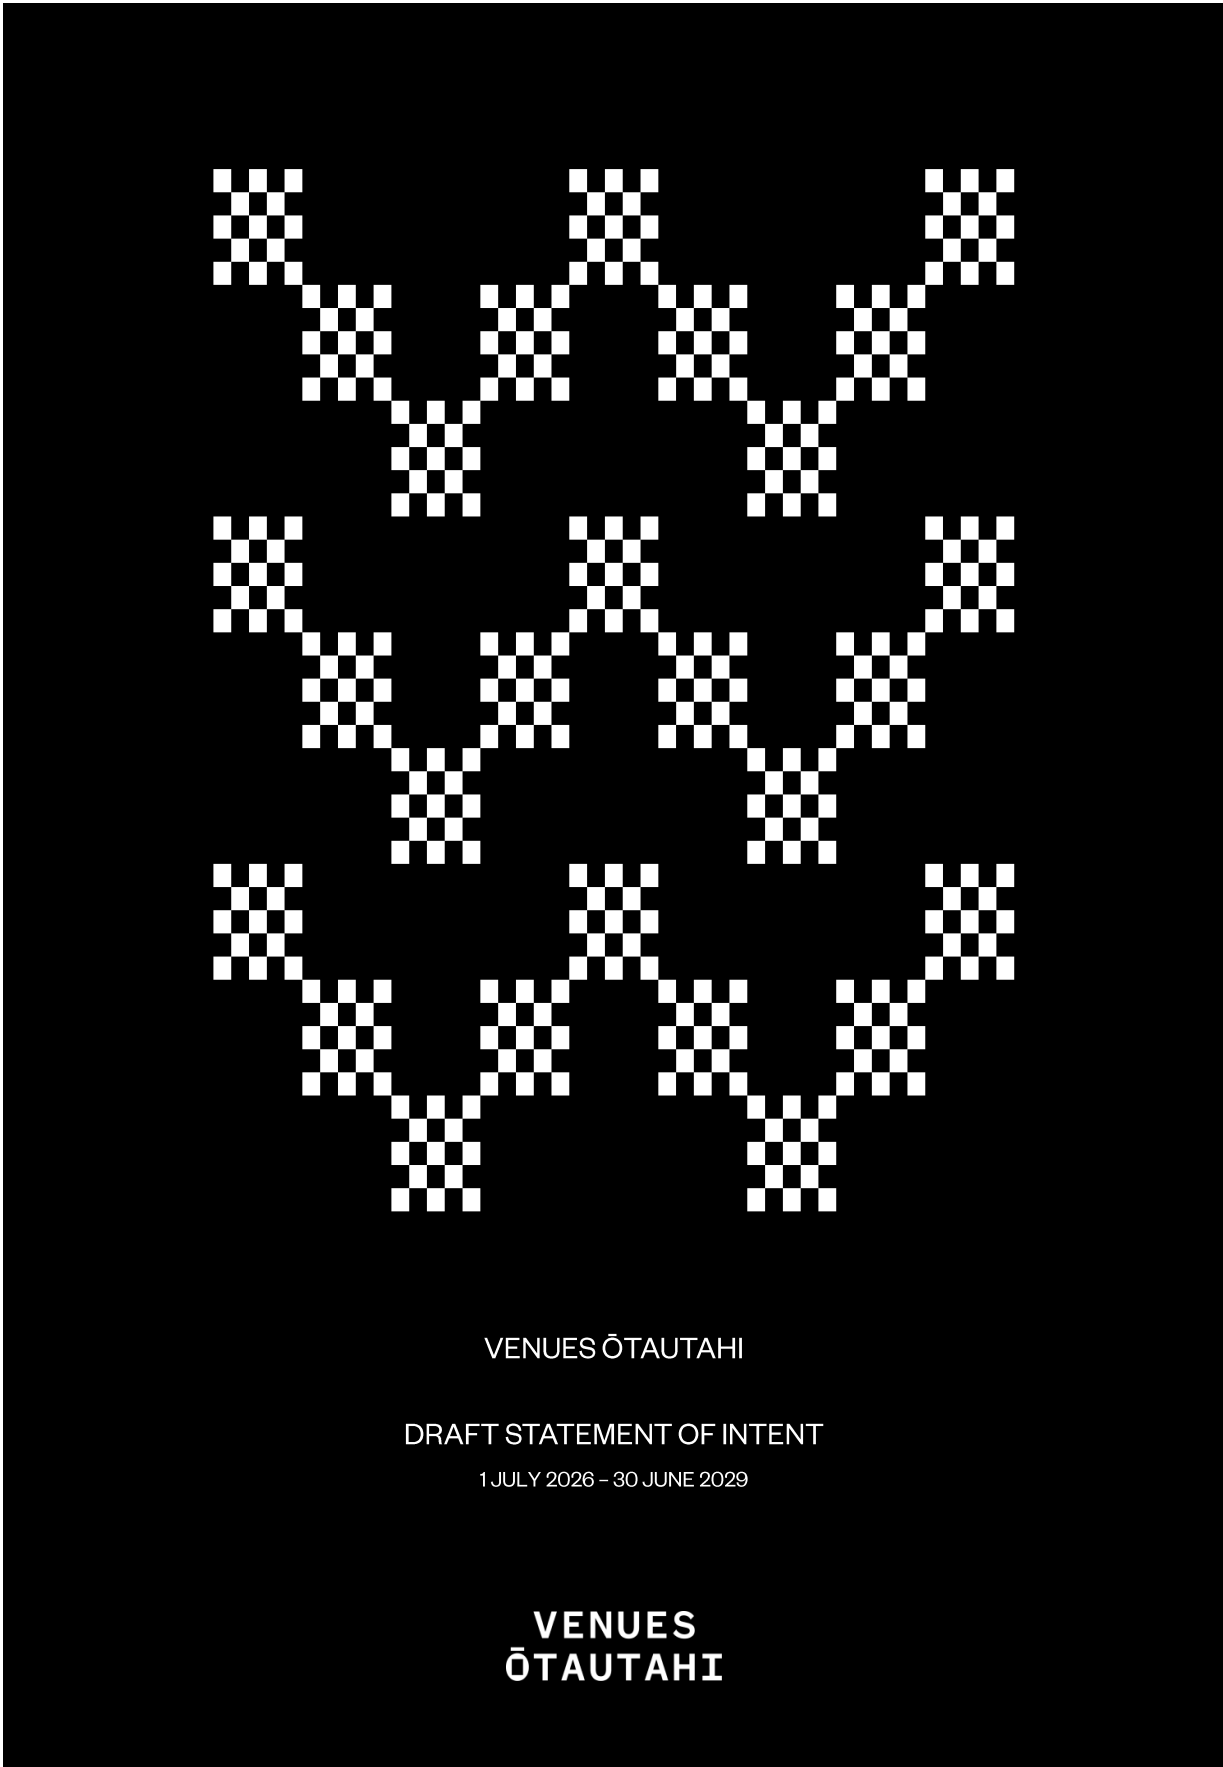 VENUES ŌTAUTAHI
DRAFT STATEMENT OF INTENT
1 JULY 2026 – 30 JUNE 2029
VENUES
ŌTAUTAHI